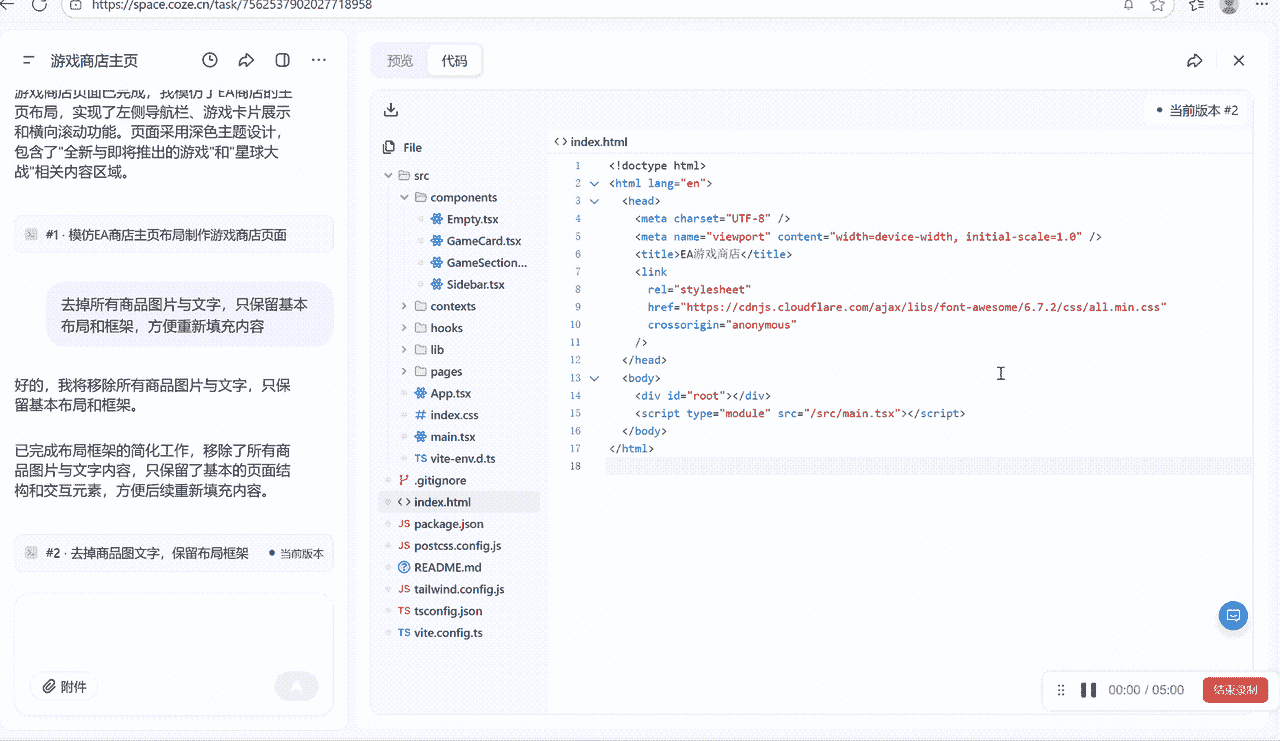 https://space.coze.cn/task/7562537902027718958
游戏商店主页
游戏商店页面已完成，我模仿了EA商店的主
页布局，实现了左侧导航栏、游戏卡片展示
和横向滚动功能。页面采用深色主题设计，
包含了"全新与即将推出的游戏"和"星球大
战"相关内容区域。
#1 · 模仿EA商店主页布局制作游戏商店页面
去掉所有商品图片与文字，只保留基本
布局和框架，方便重新填充内容
好的，我将移除所有商品图片与文字，只保
留基本布局和框架。
已完成布局框架的简化工作，移除了所有商
品图片与文字内容，只保留了基本的页面结
构和交互元素，方便后续重新填充内容。
#2 · 去掉商品图文字，保留布局框架
当前版本
附件
预览
代码
当前版本 #2
File
src
components
Empty.tsx
GameCard.tsx
GameSection...
Sidebar.tsx
contexts
hooks
lib
pages
App.tsx
# index.css
main.tsx
TS vite-env.d.ts
.gitignore
<> index.html
JS package.json
JS postcss.config.js
README.md
JS tailwind.config.js
TS tsconfig.json
TS vite.config.ts
<> index.html
1 <!doctype html>
2 <html lang="en">
3 <head>
4 <meta charset="UTF-8" />
5 <meta name="viewport" content="width=device-width, initial-scale=1.0" />
6 <title>EA游戏商店</title>
7 <link
8 rel="stylesheet"
9 href="https://cdnjs.cloudflare.com/ajax/libs/font-awesome/6.7.2/css/all.min.css"
10 crossorigin="anonymous"
11 />
12 </head>
13 <body>
14 <div id="root"></div>
15 <script type="module" src="/src/main.tsx"></script>
16 </body>
17 </html>
18
00:00 / 05:00
结束录制